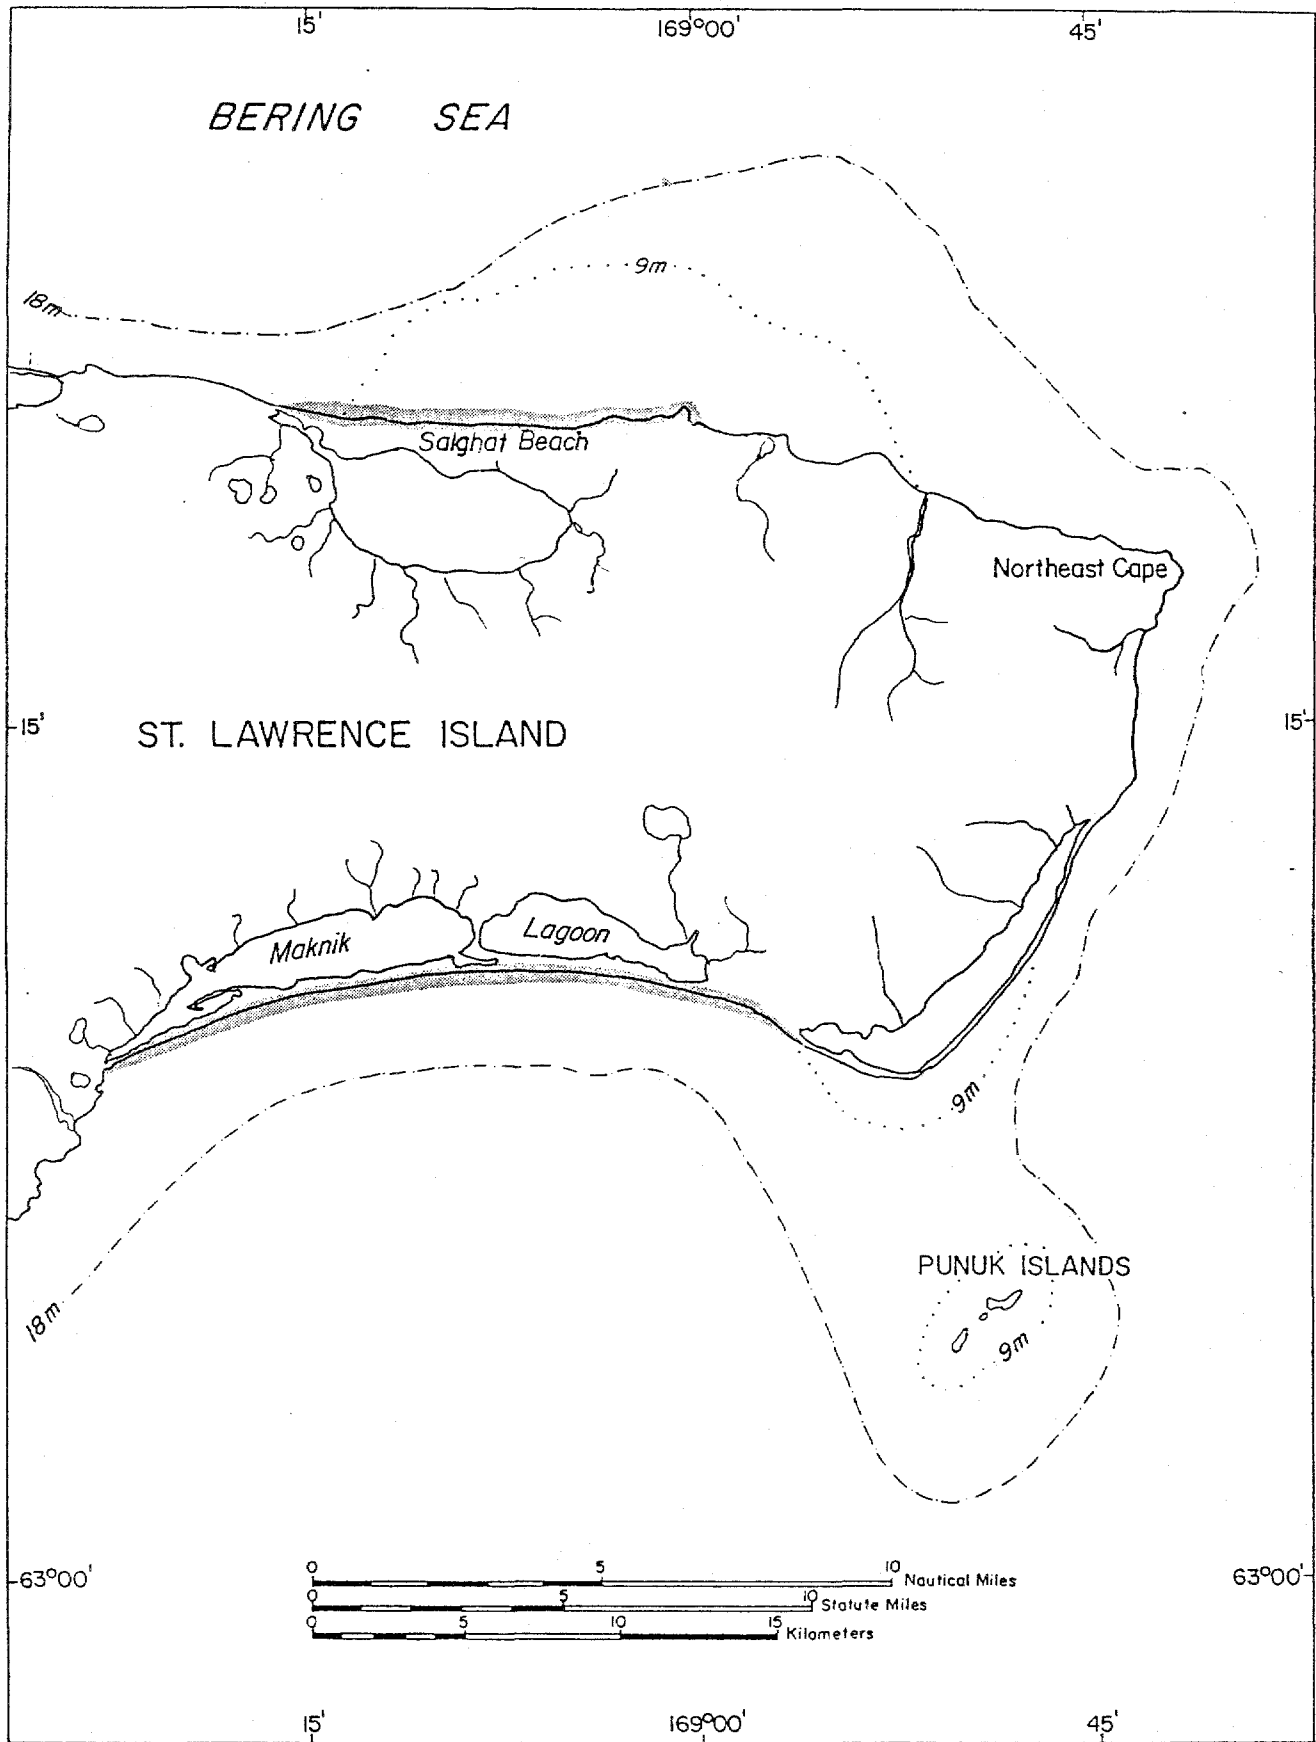 15' 169°00' 45'
BERING SEA
9m
18m
Salghat Beach
Northeast Cape
15' 15'
ST. LAWRENCE ISLAND
Maknik Lagoon
9m
PUNUK ISLANDS
18m
9m
63°00' 63°00'
0 5 10 Nautical Miles
0 5 10 Statute Miles
0 5 10 15 Kilometers
15' 169°00' 45'